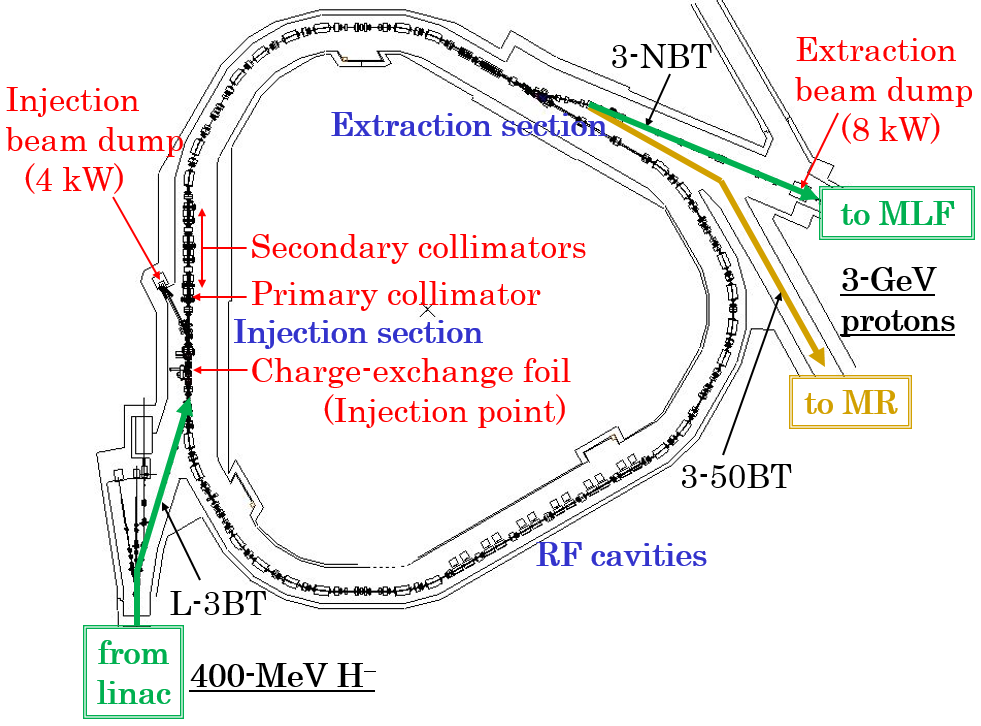 3-NBT
Extraction
beam dump
(8 kW)
Injection
beam dump
(4 kW)
Extraction section
to MLF
Secondary collimators
Primary collimator
3-GeV
protons
Injection section
Charge-exchange foil
(Injection point)
to MR
3-50BT
RF cavities
L-3BT
from
linac
400-MeV H⁻